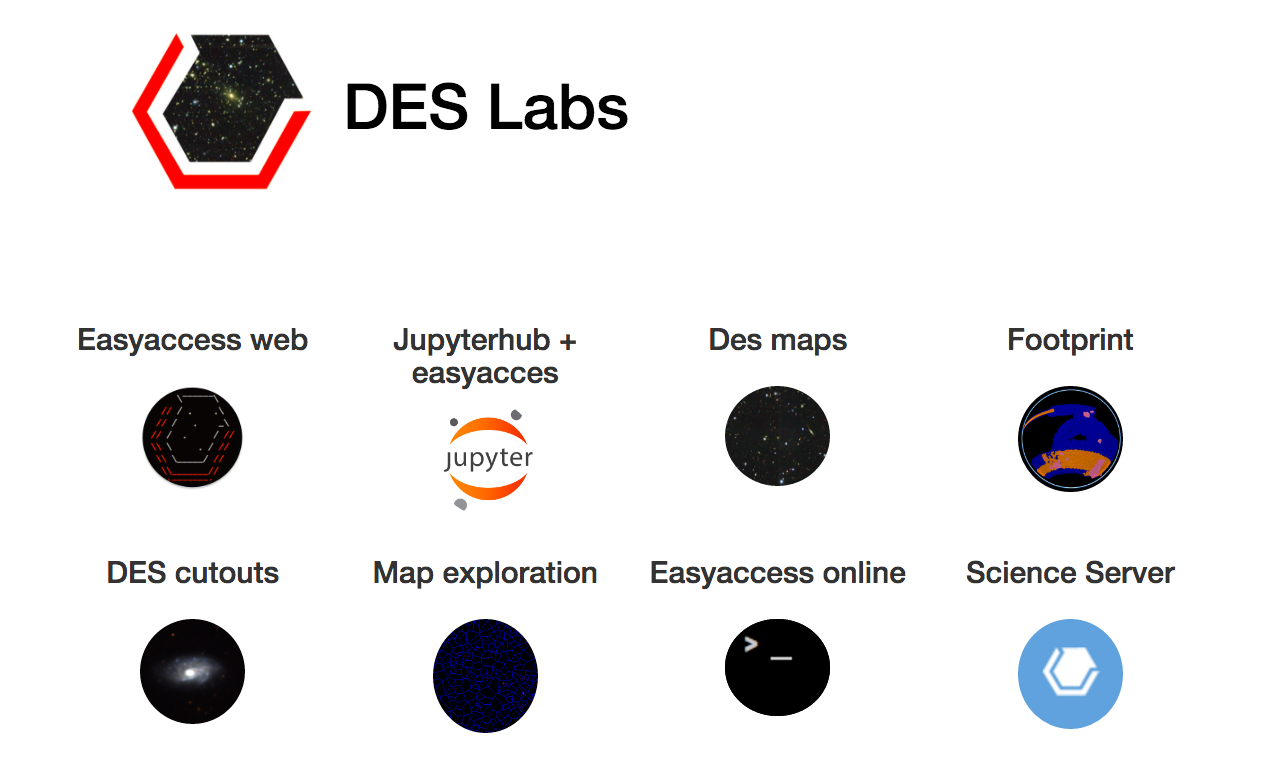 DES Labs
Easyaccess web
Jupyterhub +
easyacces
Des maps
Footprint
jupyter
DES cutouts
Map exploration
Easyaccess online
Science Server
> _